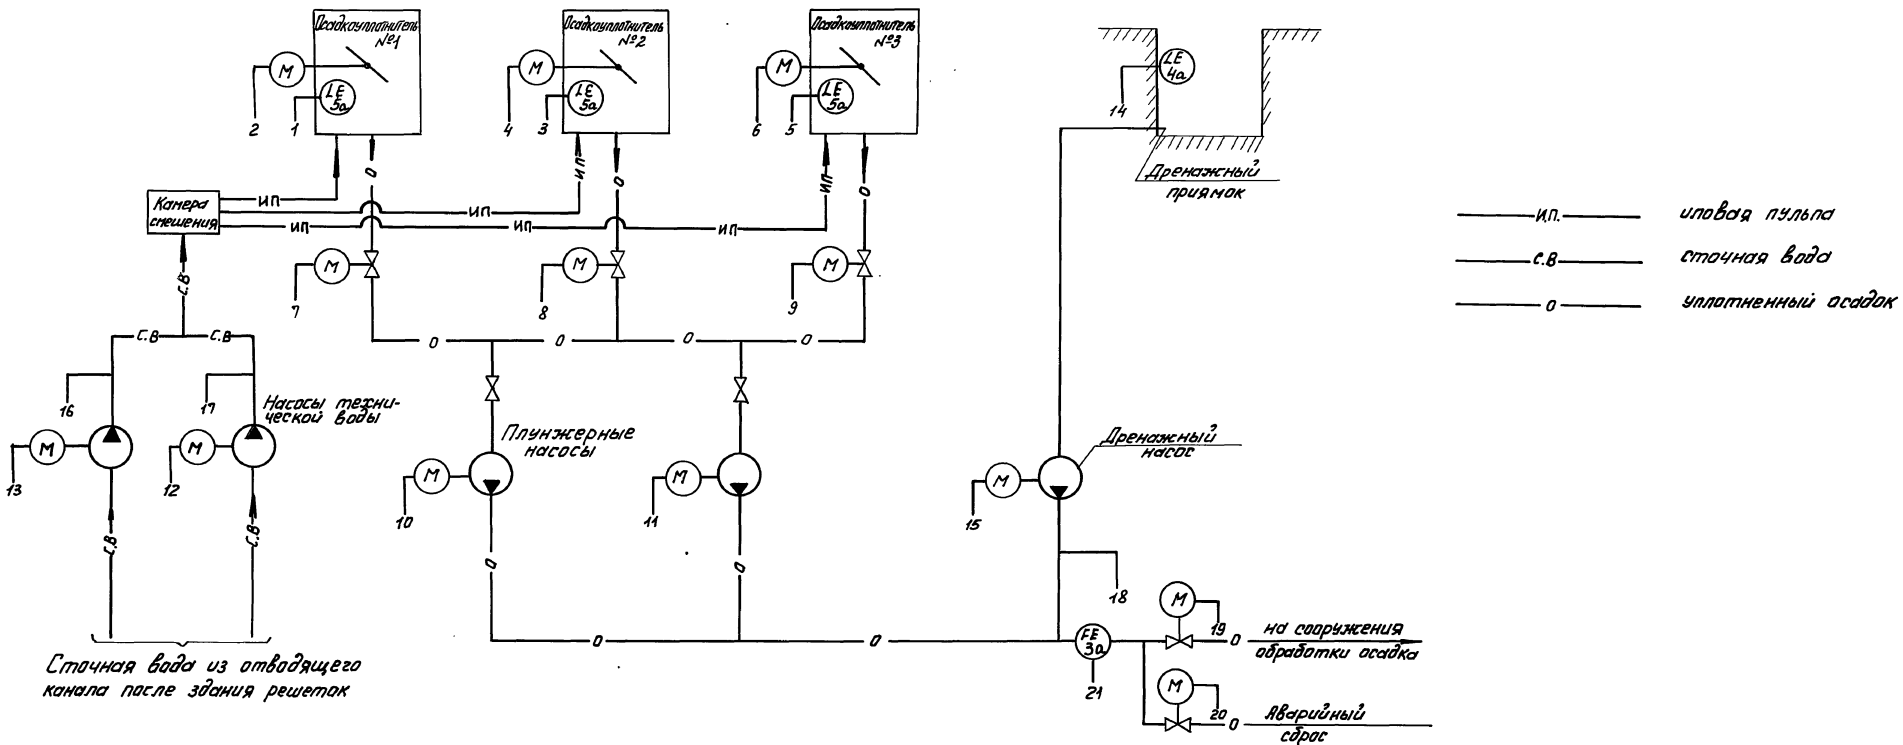 Осадкоуплотнитель
№1
Осадкоуплотнитель
№2
Осадкоуплотнитель
№3
М
М
М
LE
5а
LE
5а
LE
5а
LE
4а
2
1
4
3
6
5
14
Дренажный
приямок
О
ИП
О
ИП
О
Камера
смешения
ИП
ИП
ИП
ИП
ИП
И.П.
иловая пульпа
С.В
сточная вода
О
уплотненный осадок
М
М
М
7
8
9
С.В
С.В
С.В
О
О
О
О
16
17
Насосы техни-
ческой воды
М
М
13
12
Плунжерные
насосы
М
М
10
11
Дренажный
насос
М
15
С.В
С.В
О
О
18
М
19
О
О
FE
3а
21
О
на сооружения
обработки осадка
Сточная вода из отводящего
канала после здания решеток
М
20
О
Аварийный
сброс